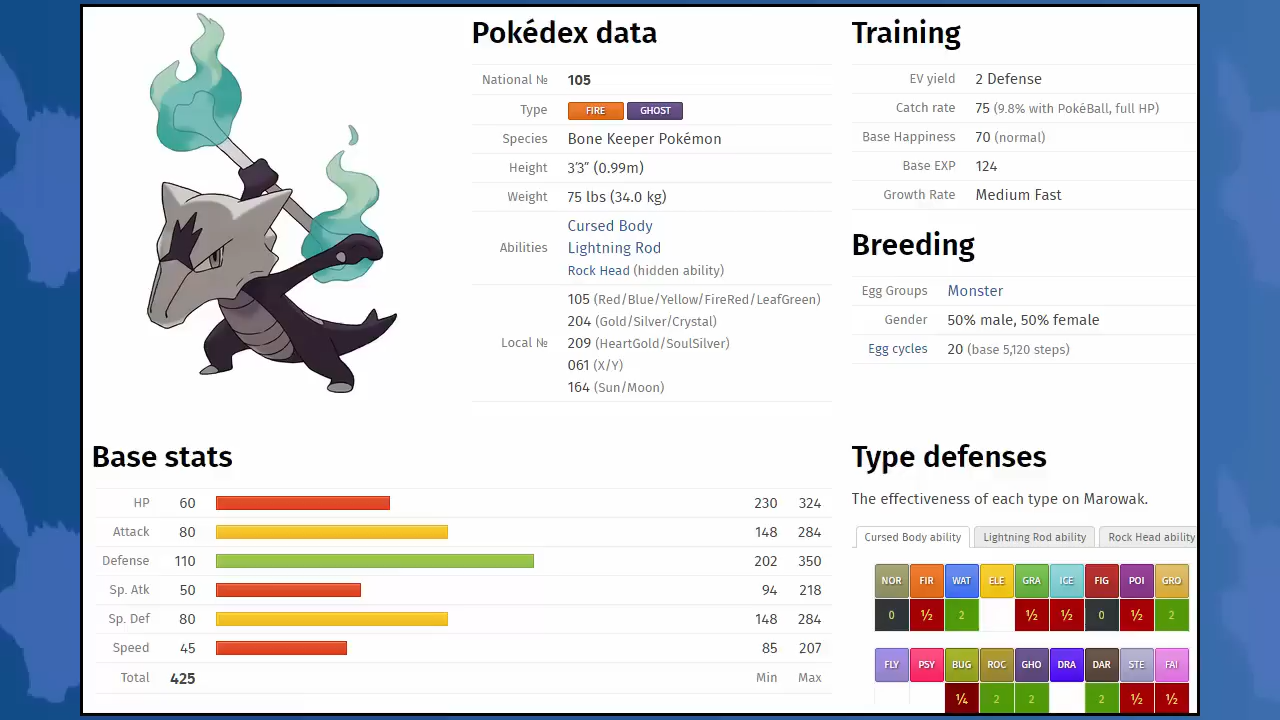 Pokédex data
National № 105
Type FIRE GHOST
Species Bone Keeper Pokémon
Height 3′3″ (0.99m)
Weight 75 lbs (34.0 kg)
Abilities Cursed Body
Lightning Rod
Rock Head (hidden ability)
Local № 105 (Red/Blue/Yellow/FireRed/LeafGreen)
204 (Gold/Silver/Crystal)
209 (HeartGold/SoulSilver)
061 (X/Y)
164 (Sun/Moon)
Training
EV yield 2 Defense
Catch rate 75 (9.8% with PokéBall, full HP)
Base Happiness 70 (normal)
Base EXP 124
Growth Rate Medium Fast
Breeding
Egg Groups Monster
Gender 50% male, 50% female
Egg cycles 20 (base 5,120 steps)
Base stats
HP 60 230 324
Attack 80 148 284
Defense 110 202 350
Sp. Atk 50 94 218
Sp. Def 80 148 284
Speed 45 85 207
Total 425 Min Max
Type defenses
The effectiveness of each type on Marowak.
Cursed Body ability Lightning Rod ability Rock Head ability
NOR FIR WAT ELE GRA ICE FIG POI GRO
0 ½ 2 ½ ½ 0 ½ 2
FLY PSY BUG ROC GHO DRA DAR STE FAI
¼ 2 2 2 ½ ½